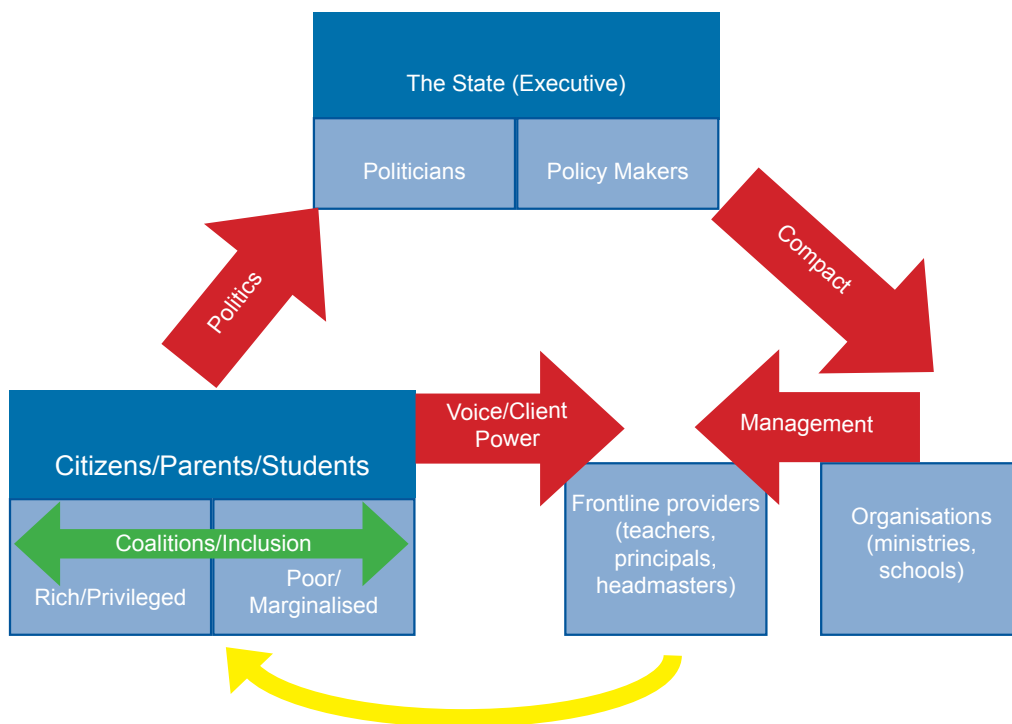 The State (Executive)
Politicians
Policy Makers
Politics
Compact
Voice/Client
Power
Management
Citizens/Parents/Students
Coalitions/Inclusion
Rich/Privileged
Poor/
Marginalised
Frontline providers
(teachers,
principals,
headmasters)
Organisations
(ministries,
schools)